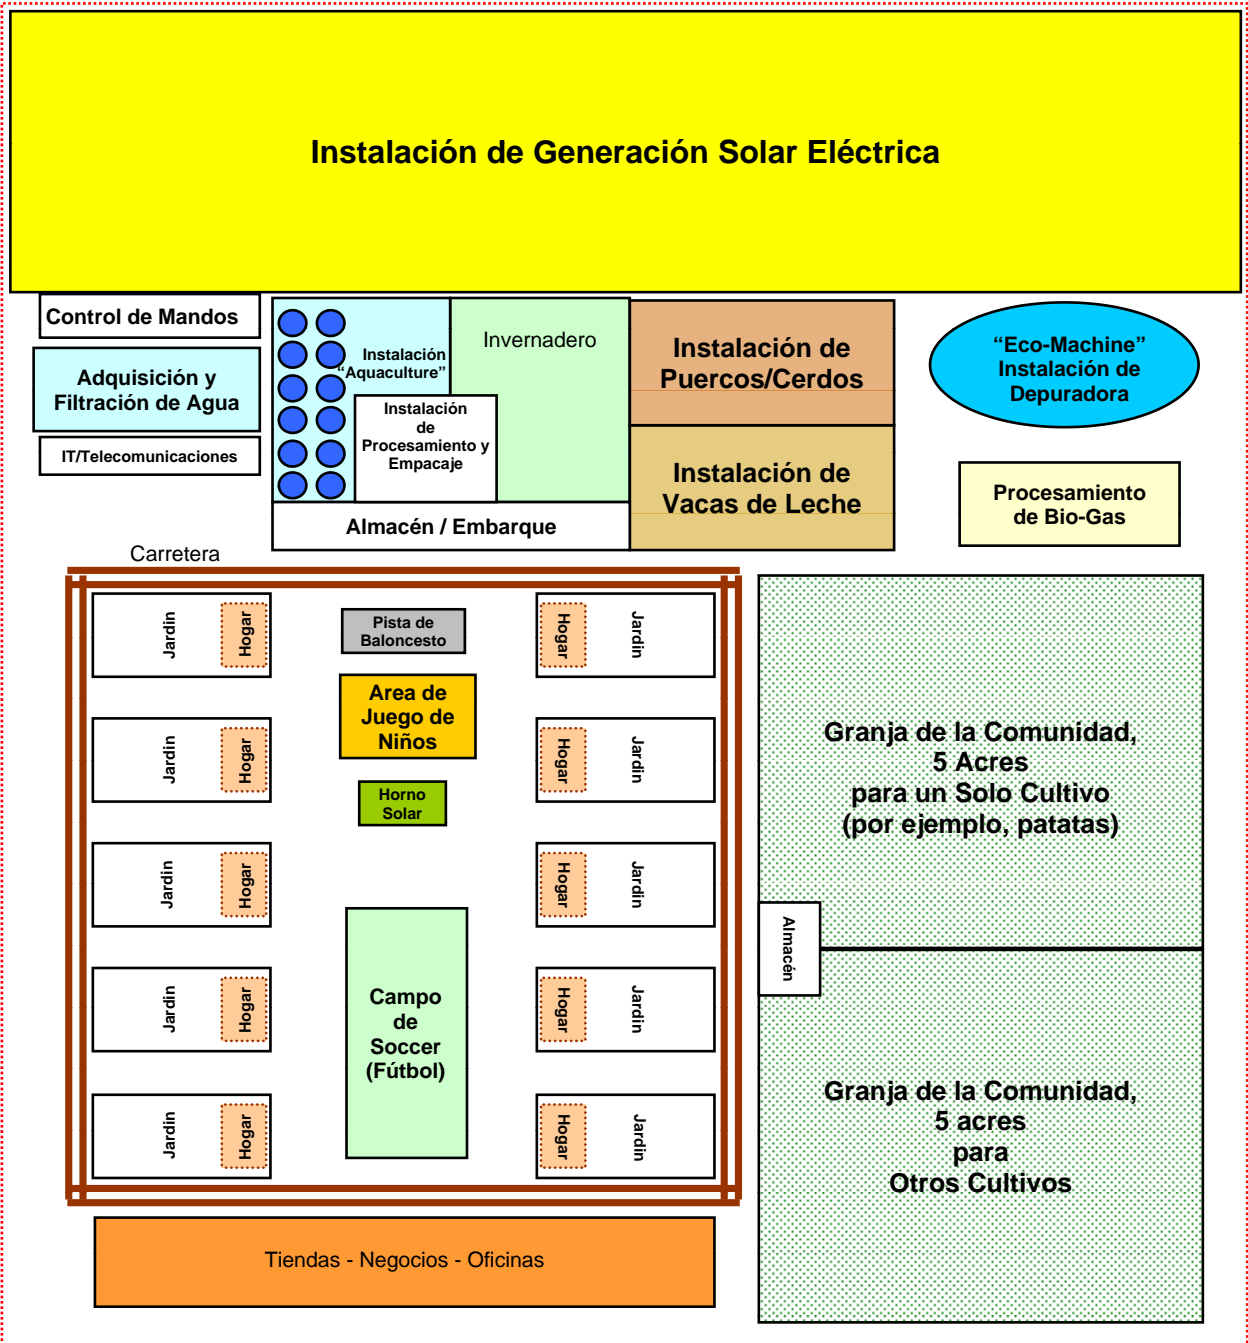 Instalación de Generación Solar Eléctrica
Control de Mandos
Adquisición y
Filtración de Agua
IT/Telecomunicaciones
Instalación
“Aquaculture”
Invernadero
Instalación
de
Procesamiento y
Empacaje
Almacén / Embarque
Instalación de
Puercos/Cerdos
Instalación de
Vacas de Leche
“Eco-Machine”
Instalación de
Depuradora
Procesamiento
de Bio-Gas
Carretera
Jardin
Hogar
Jardin
Hogar
Jardin
Hogar
Jardin
Hogar
Jardin
Hogar
Pista de
Baloncesto
Area de
Juego de
Niños
Horno
Solar
Campo
de
Soccer
(Fútbol)
Hogar
Jardin
Hogar
Jardin
Hogar
Jardin
Hogar
Jardin
Hogar
Jardin
Granja de la Comunidad,
5 Acres
para un Solo Cultivo
(por ejemplo, patatas)
Almacén
Granja de la Comunidad,
5 acres
para
Otros Cultivos
Tiendas - Negocios - Oficinas